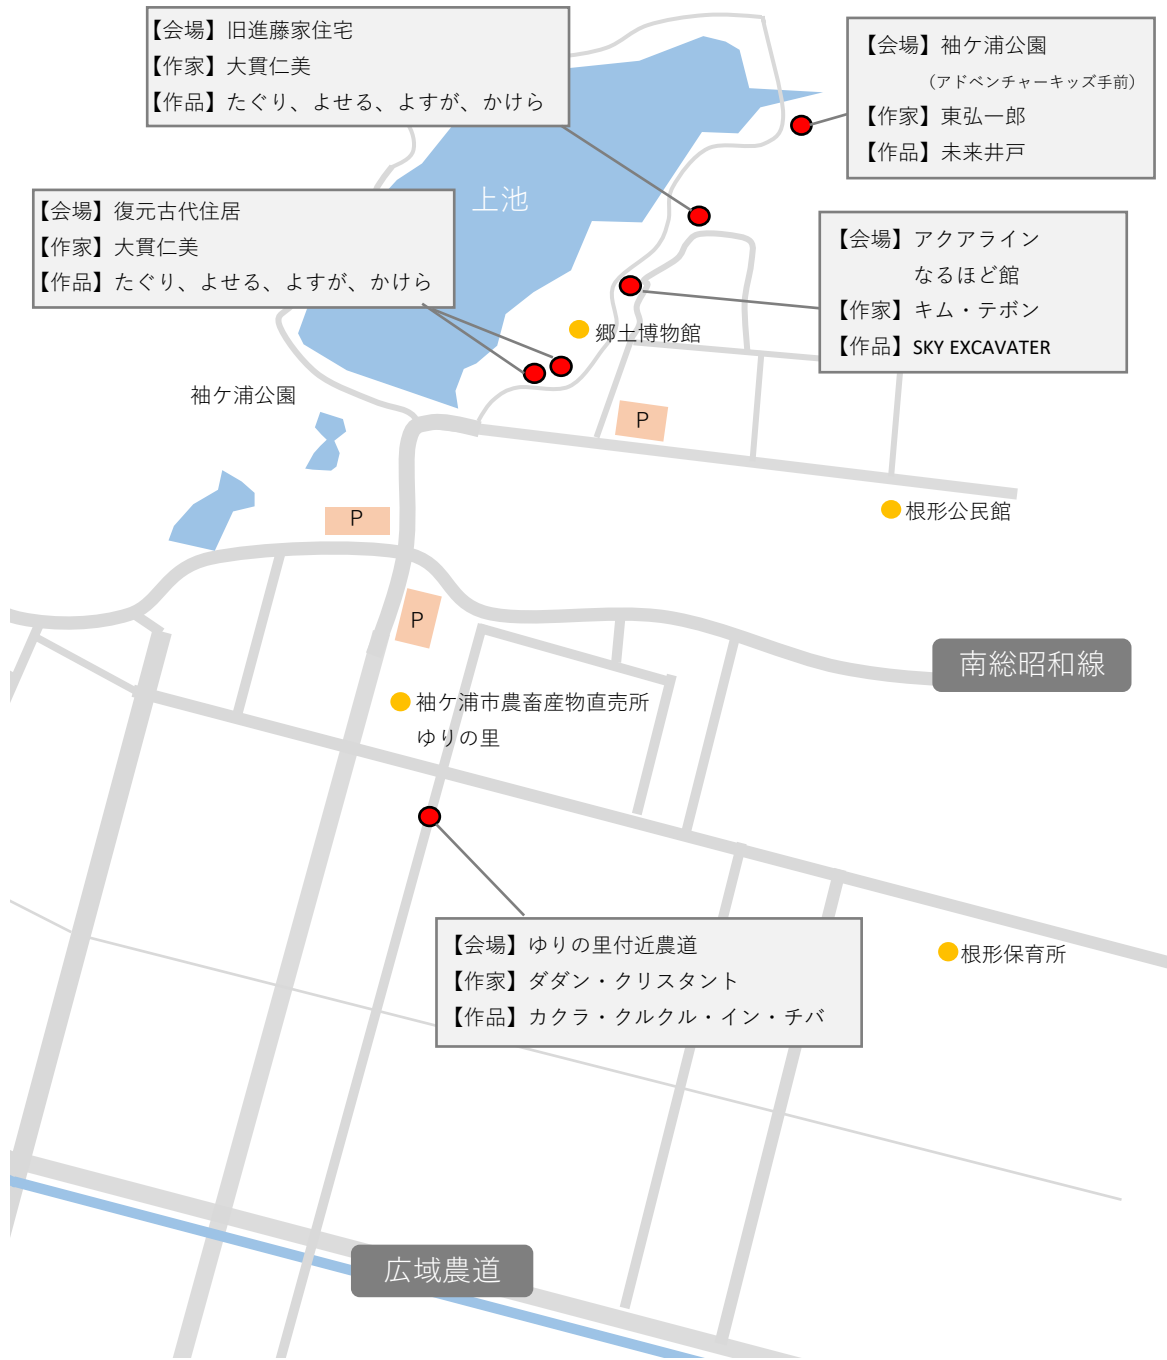 【会場】旧進藤家住宅
【作家】大貫仁美
【作品】たぐり、よせる、よすが、かけら
【会場】袖ケ浦公園
（アドベンチャーキッズ手前）
【作家】東弘一郎
【作品】未来井戸
上池
【会場】復元古代住居
【作家】大貫仁美
【作品】たぐり、よせる、よすが、かけら
【会場】アクアライン
なるほど館
【作家】キム・テボン
【作品】SKY EXCAVATER
郷土博物館
袖ケ浦公園
P
P
根形公民館
P
南総昭和線
袖ケ浦市農畜産物直売所
ゆりの里
【会場】ゆりの里付近農道
【作家】ダダン・クリスタント
【作品】カクラ・クルクル・イン・チバ
根形保育所
広域農道